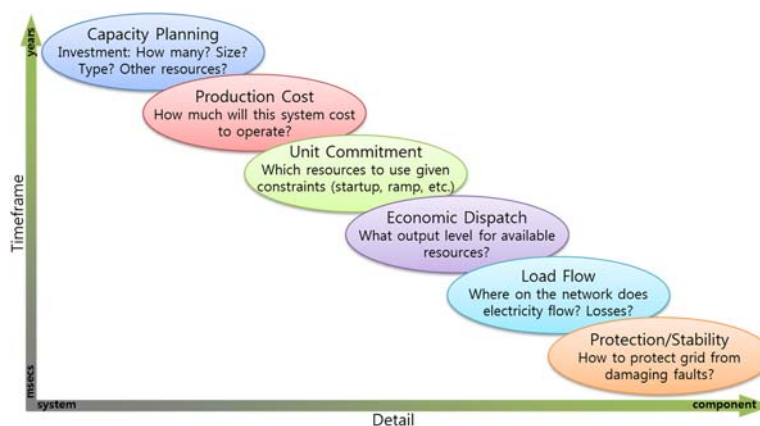 years
Capacity Planning
Investment: How many? Size?
Type? Other resources?
Production Cost
How much will this system cost
to operate?
Unit Commitment
Which resources to use given
constraints (startup, ramp, etc.)
Economic Dispatch
What output level for available
resources?
Load Flow
Where on the network does
electricity flow? Losses?
Protection/Stability
How to protect grid from
damaging faults?
Timeframe
msecs
system
component
Detail